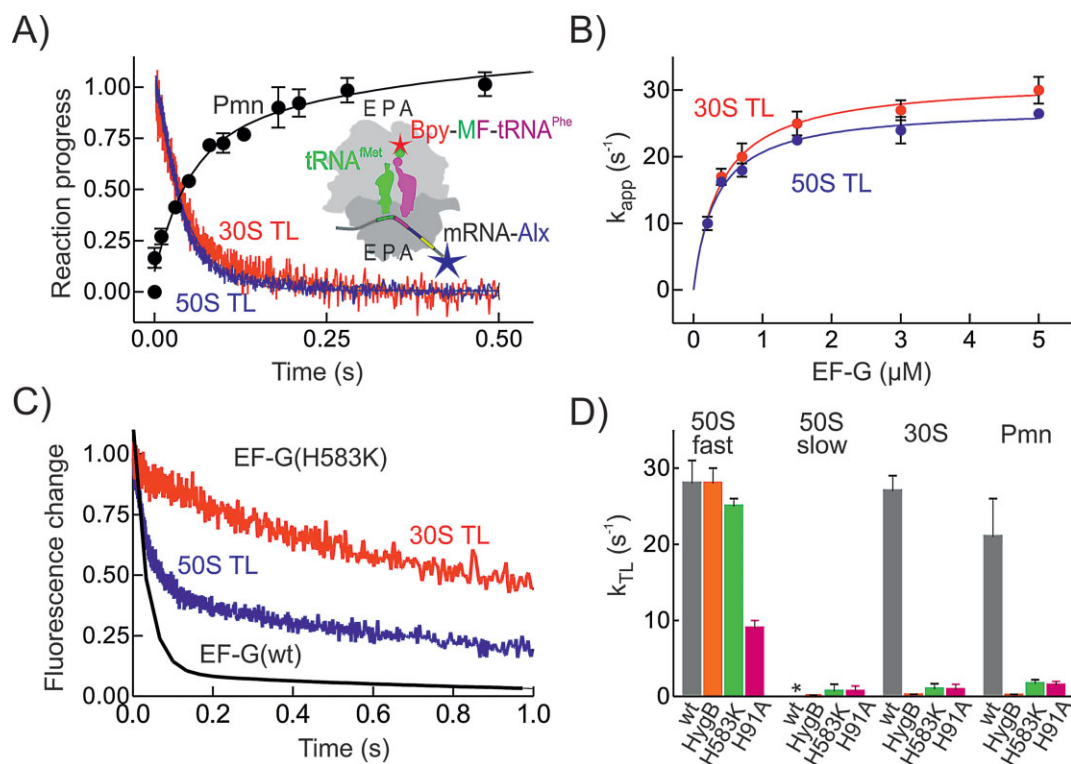 A)
Reaction progress
1.00
0.75
0.50
0.25
0.00
Pmn
E P A
Bpy-MF-tRNAPhe
tRNAfMet
30S TL
mRNA-Alx
E P A
50S TL
0.00 0.25 0.50
Time (s)
B)
kapp (s-1)
30
20
10
0
30S TL
50S TL
0 1 2 3 4 5
EF-G (µM)
C)
Fluorescence change
1.00
0.75
0.50
0.25
0.00
EF-G(H583K)
30S TL
50S TL
EF-G(wt)
0.0 0.2 0.4 0.6 0.8 1.0
Time (s)
D)
50S fast
50S slow
30S
Pmn
kTL (s-1)
30
20
10
0
*
wt HygB H583K H91A wt HygB H583K H91A wt HygB H583K H91A wt HygB H583K H91A